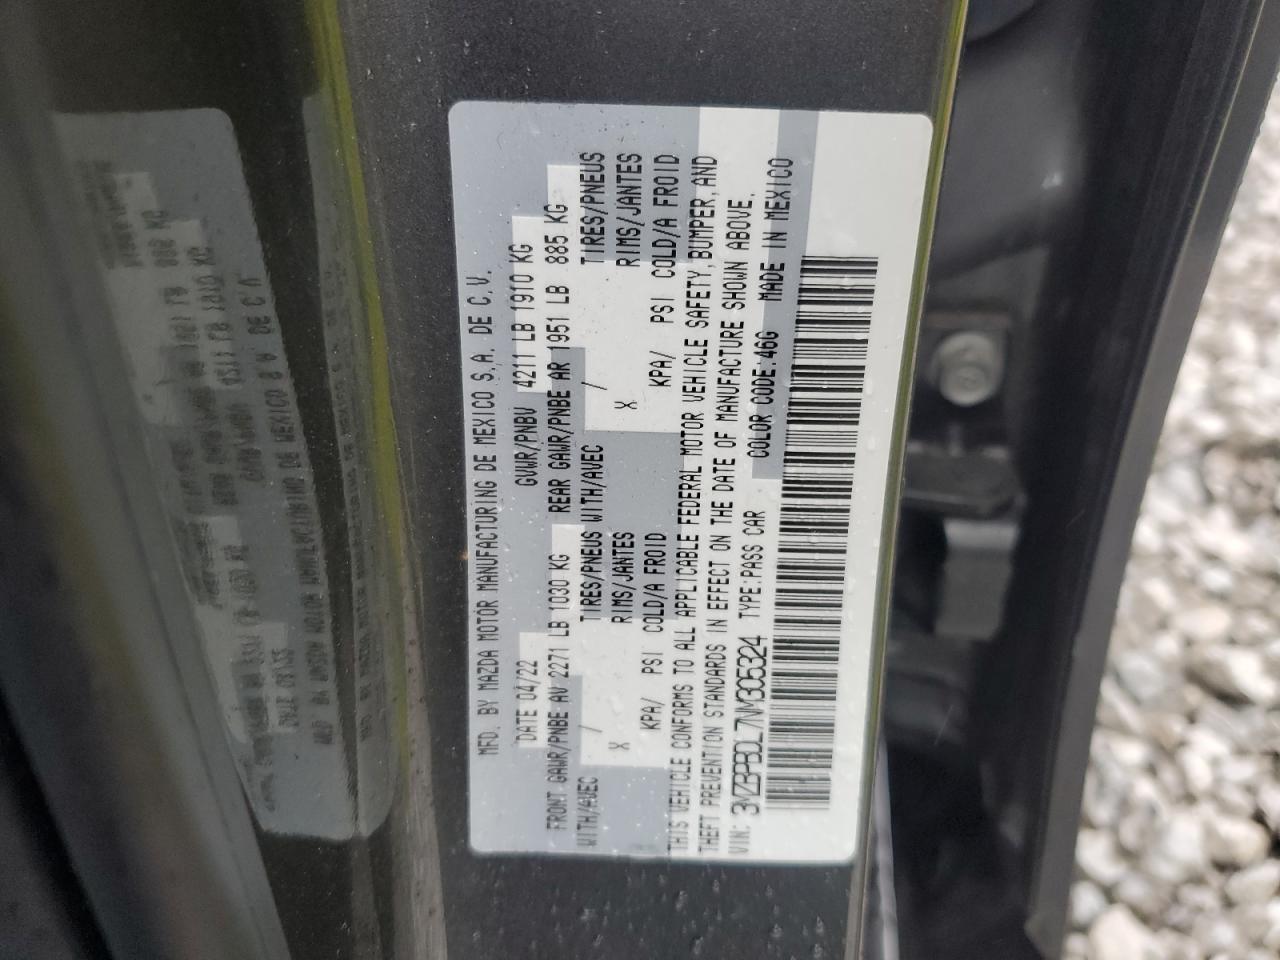 MFD. BY MAZDA MOTOR MANUFACTURING DE MEXICO S.A. DE C.V.
DATE 04/22 GVWR/PNBV 4211 LB 1910 KG
FRONT GAWR/PNBE AV 2271 LB 1030 KG REAR GAWR/PNBE AR 1951 LB 885 KG
WITH/AVEC / TIRES/PNEUS WITH/AVEC / TIRES/PNEUS
X RIMS/JANTES X RIMS/JANTES
KPA/ PSI COLD/A FROID KPA/ PSI COLD/A FROID
THIS VEHICLE CONFORMS TO ALL APPLICABLE FEDERAL MOTOR VEHICLE SAFETY, BUMPER, AND
THEFT PREVENTION STANDARDS IN EFFECT ON THE DATE OF MANUFACTURE SHOWN ABOVE.
VIN: 3MZBPBDL7NM305324 TYPE:PASS CAR COLOR CODE:46G MADE IN MEXICO